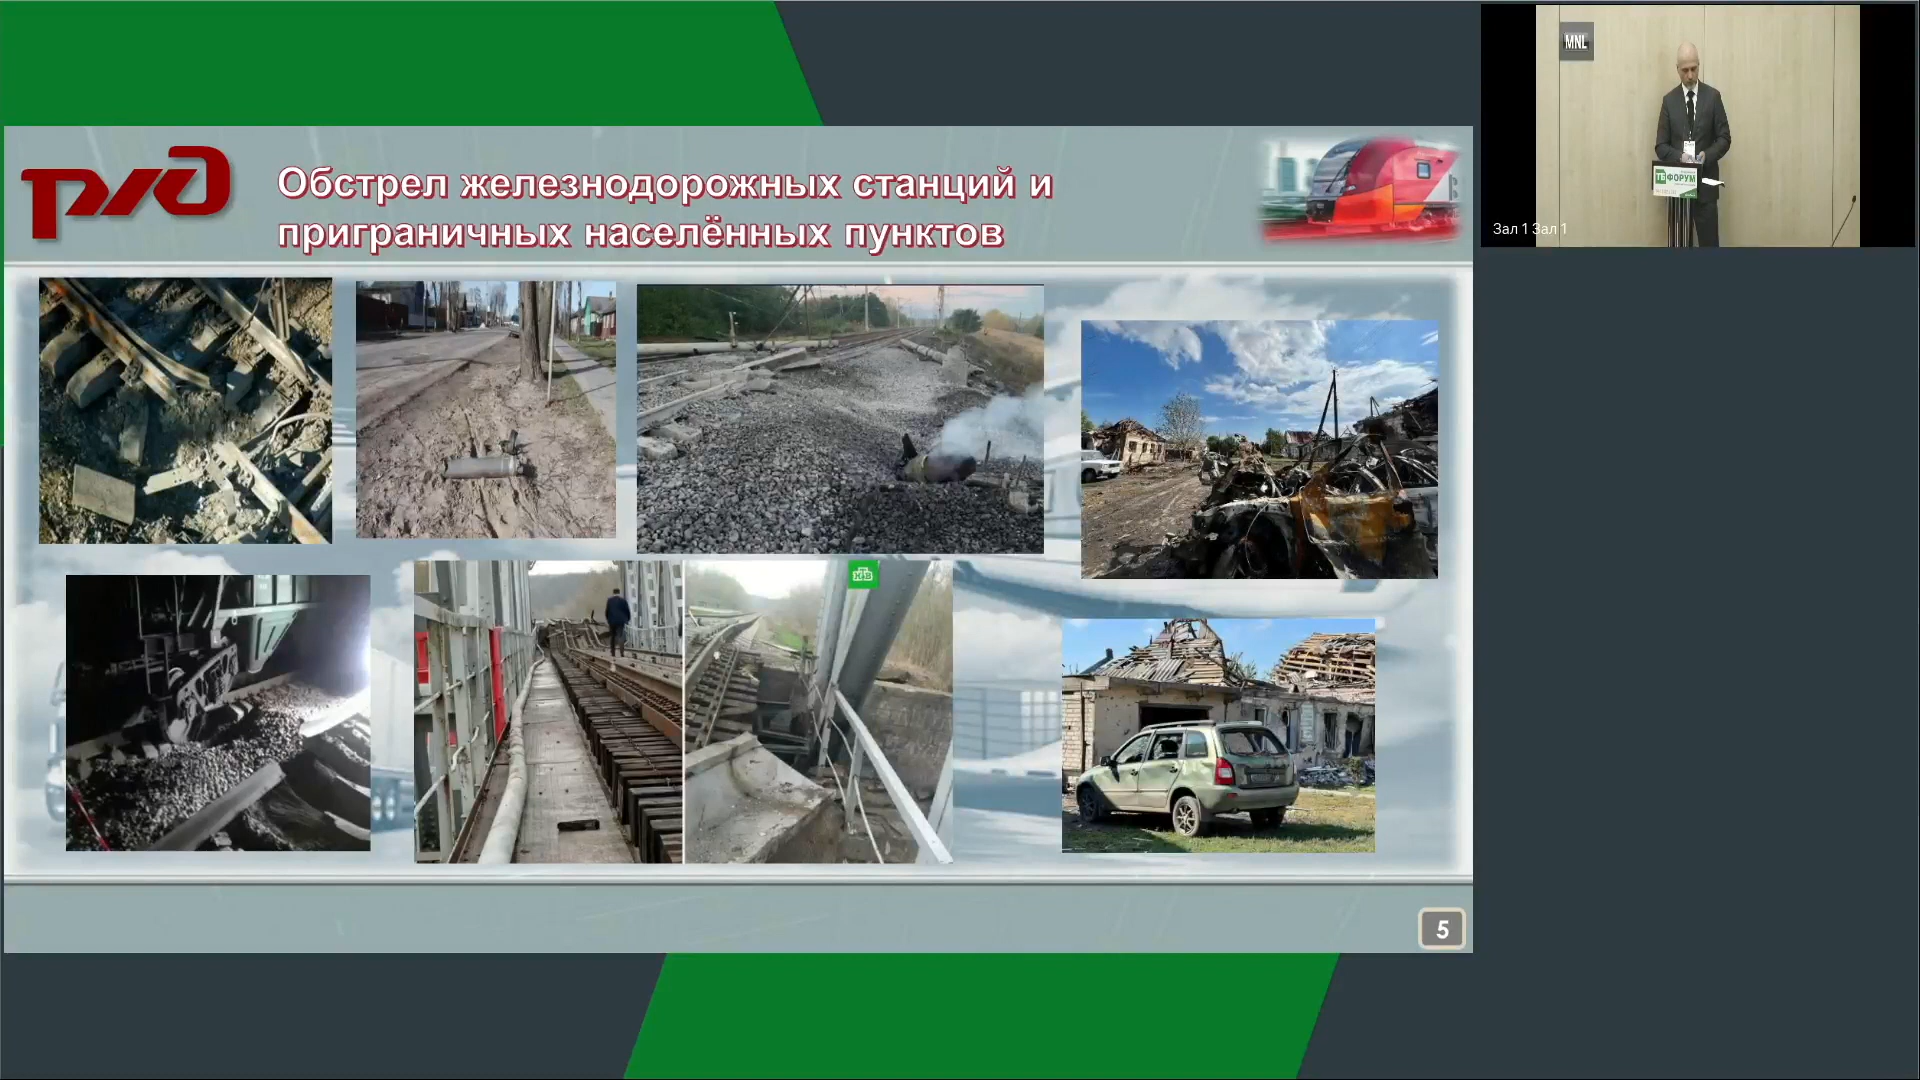 ржд
Обстрел железнодорожных станций и
приграничных населённых пунктов
5
MNL
ТБ ФОРУМ
Зал 1 Зал 1